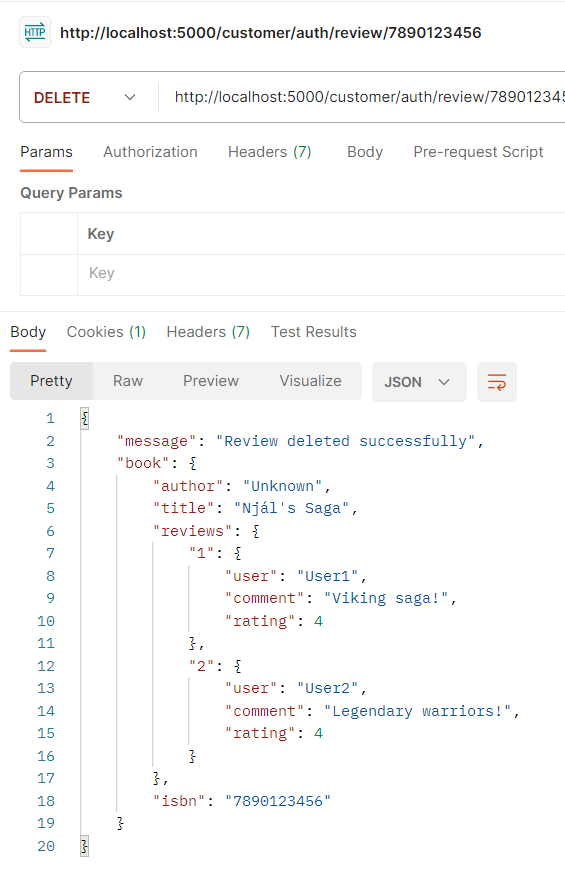 HTTP http://localhost:5000/customer/auth/review/7890123456
DELETE http://localhost:5000/customer/auth/review/789012345
Params Authorization Headers (7) Body Pre-request Script
Query Params
Key
Key
Body Cookies (1) Headers (7) Test Results
Pretty Raw Preview Visualize JSON
1 {
2 "message": "Review deleted successfully",
3 "book": {
4 "author": "Unknown",
5 "title": "Njál's Saga",
6 "reviews": {
7 "1": {
8 "user": "User1",
9 "comment": "Viking saga!",
10 "rating": 4
11 },
12 "2": {
13 "user": "User2",
14 "comment": "Legendary warriors!",
15 "rating": 4
16 }
17 },
18 "isbn": "7890123456"
19 }
20 }